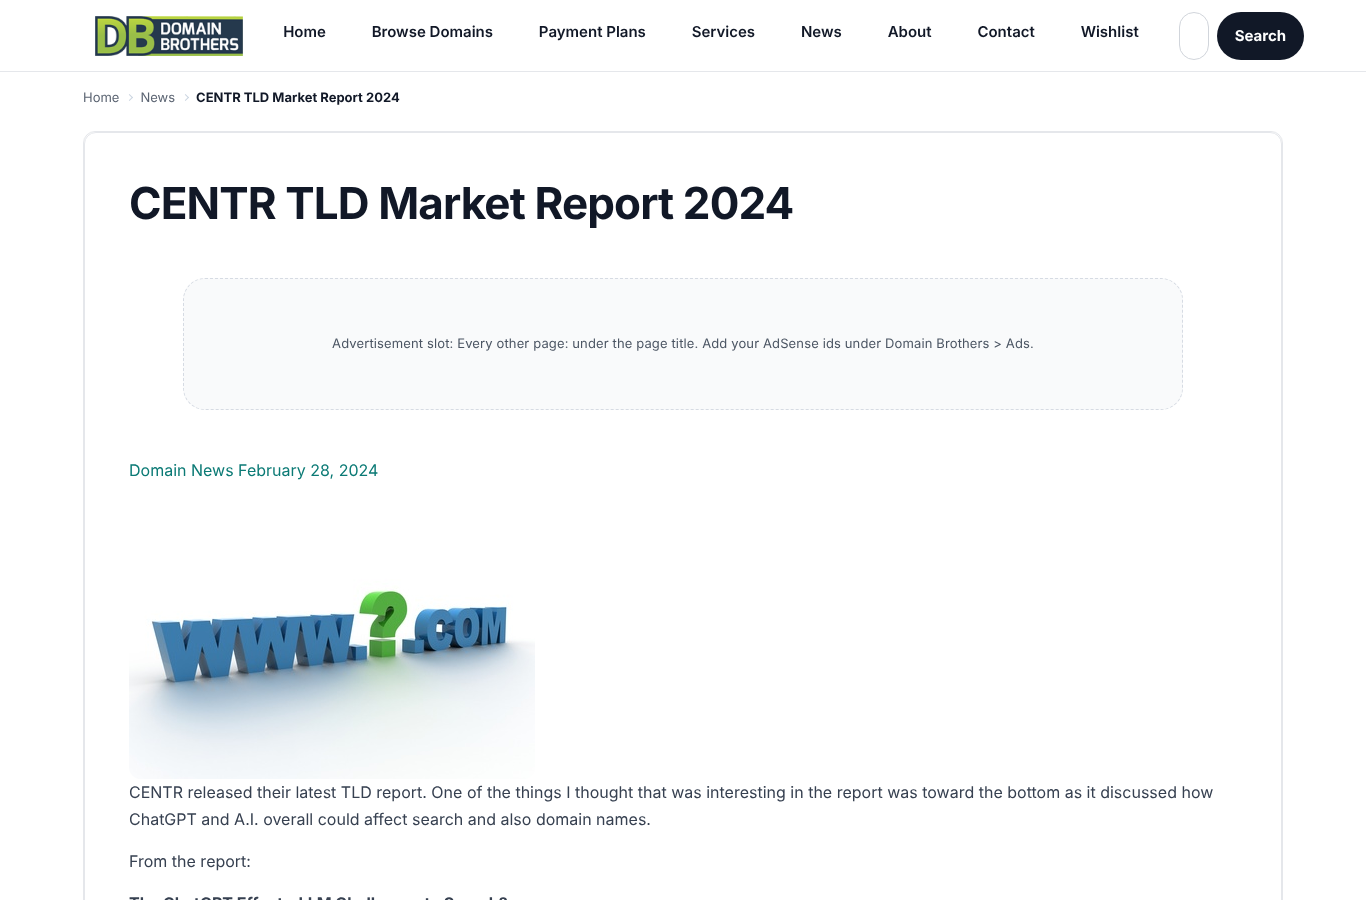 DB DOMAIN BROTHERS
Home
Browse Domains
Payment Plans
Services
News
About
Contact
Wishlist
Search
Home > News > CENTR TLD Market Report 2024
CENTR TLD Market Report 2024
Advertisement slot: Every other page: under the page title. Add your AdSense ids under Domain Brothers > Ads.
Domain News February 28, 2024
WWW.?.COM
CENTR released their latest TLD report. One of the things I thought that was interesting in the report was toward the bottom as it discussed how
ChatGPT and A.I. overall could affect search and also domain names.
From the report: